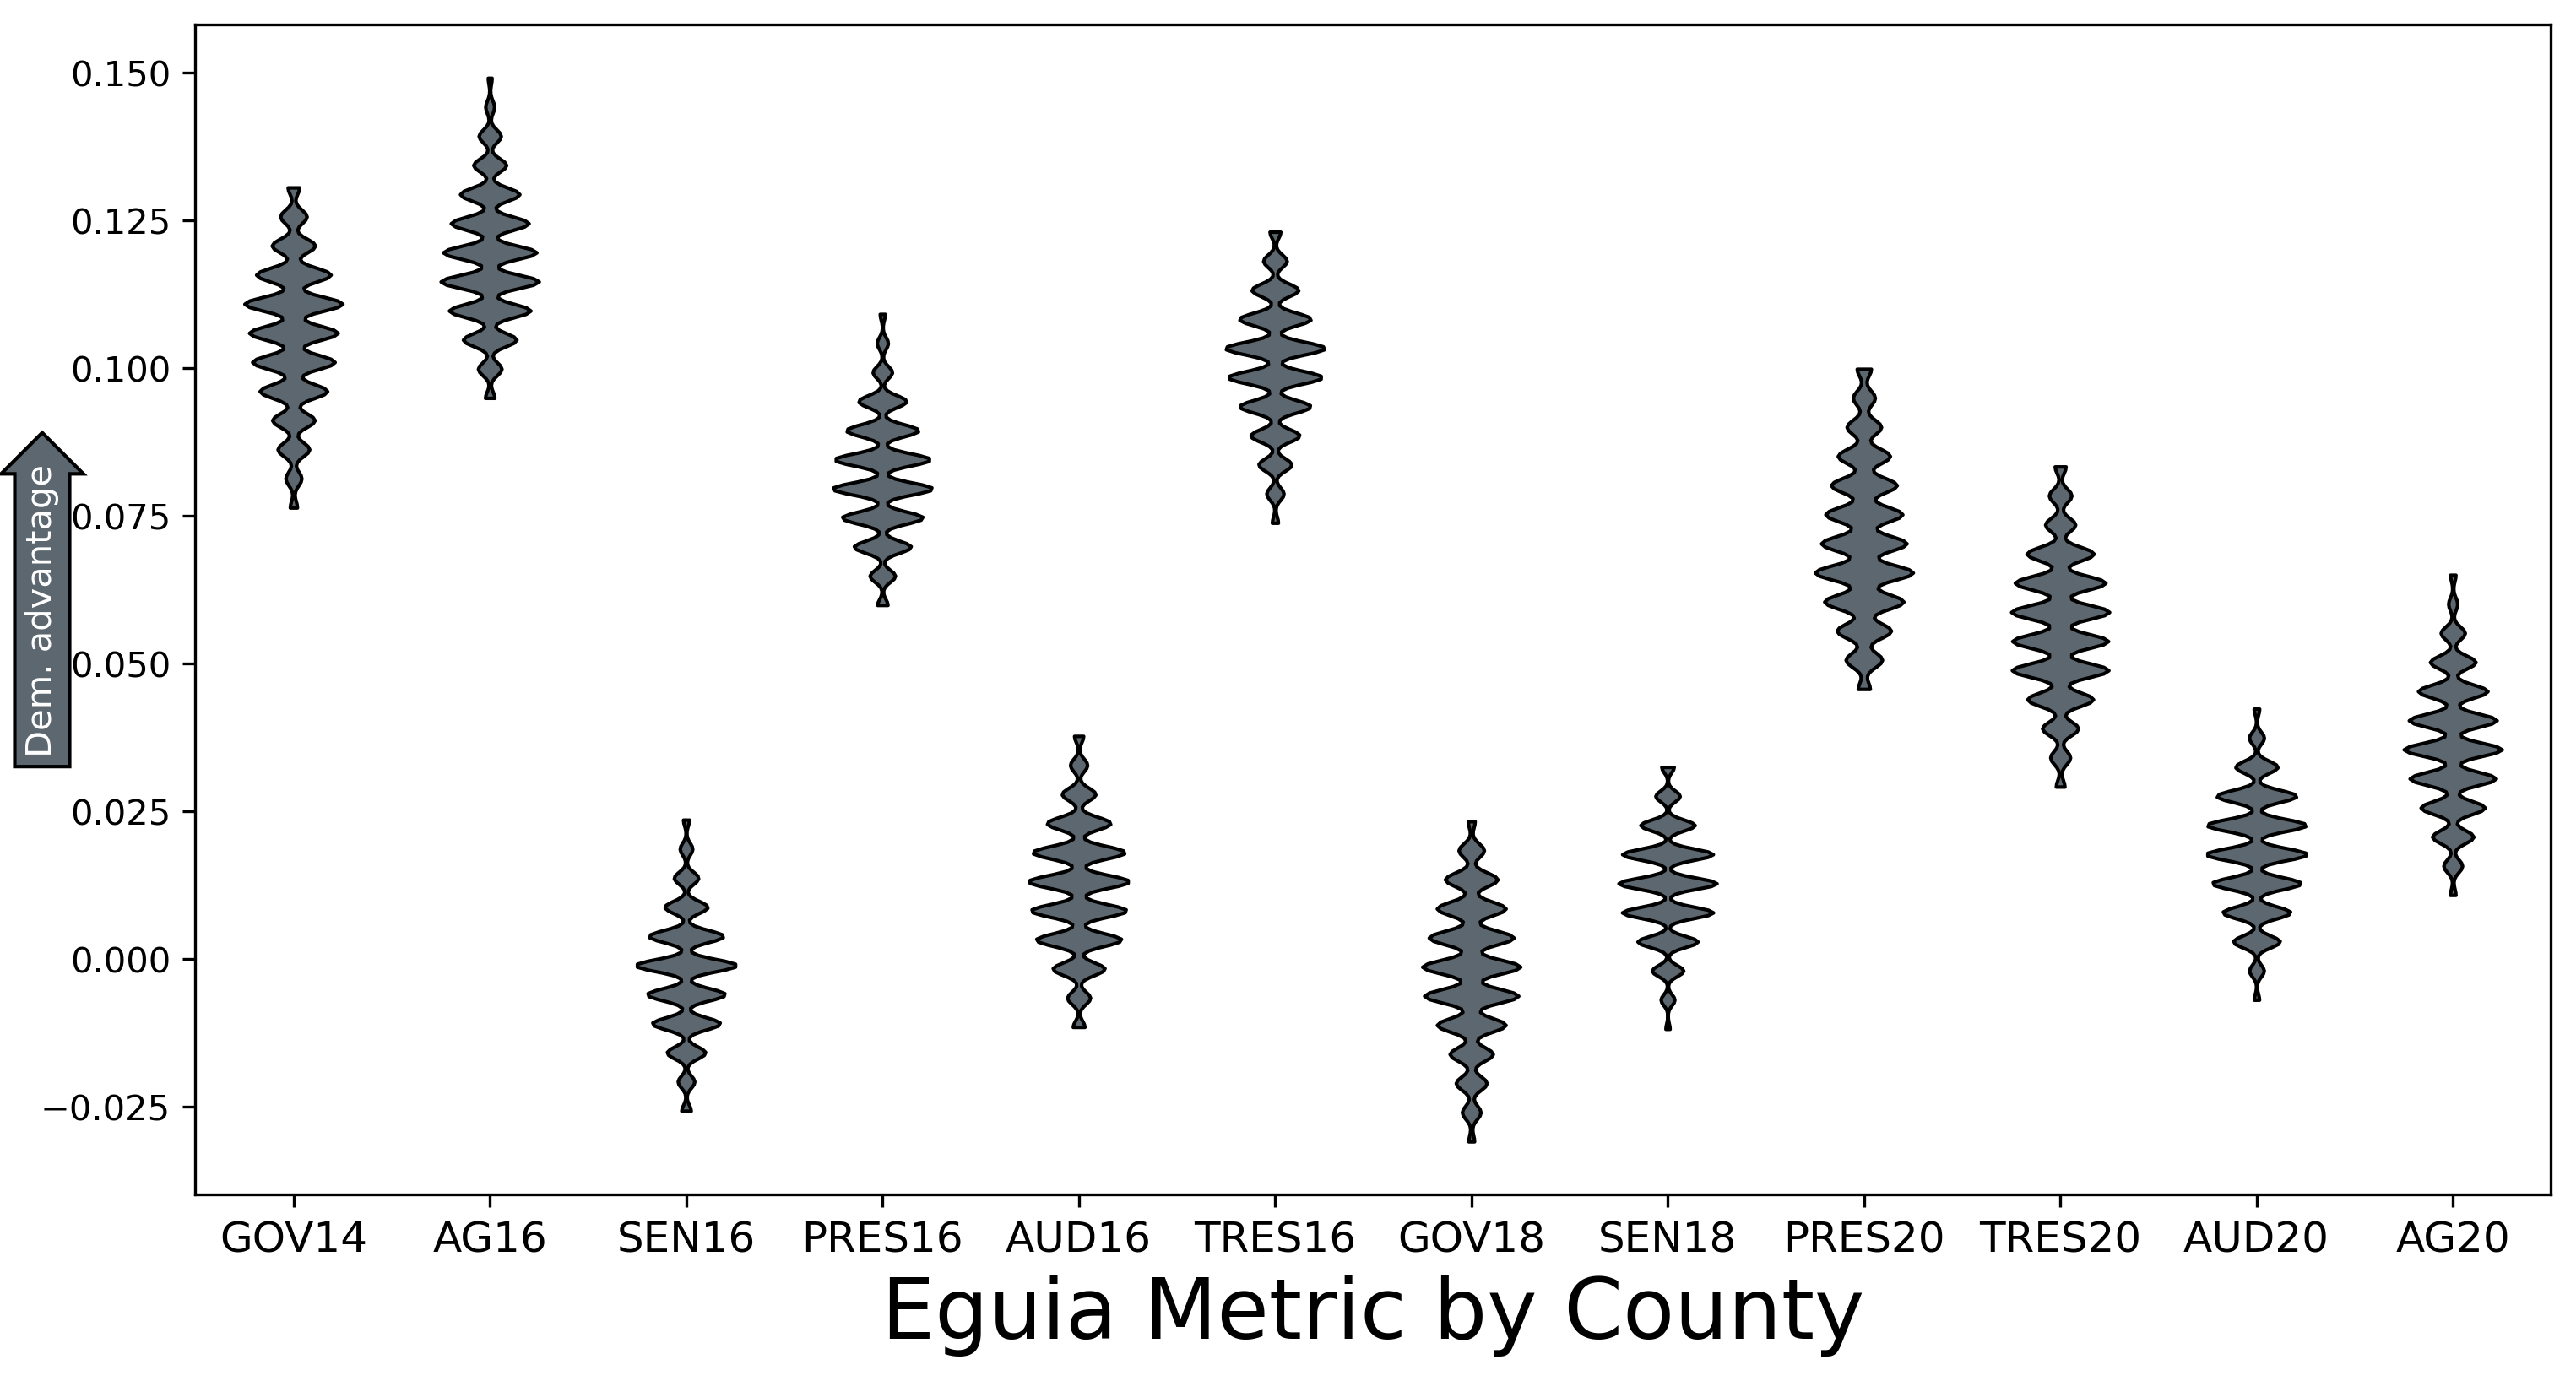 0.150
0.125
0.100
0.075
0.050
0.025
0.000
−0.025
Dem. advantage
GOV14 AG16 SEN16 PRES16 AUD16 TRES16 GOV18 SEN18 PRES20 TRES20 AUD20 AG20
Eguia Metric by County